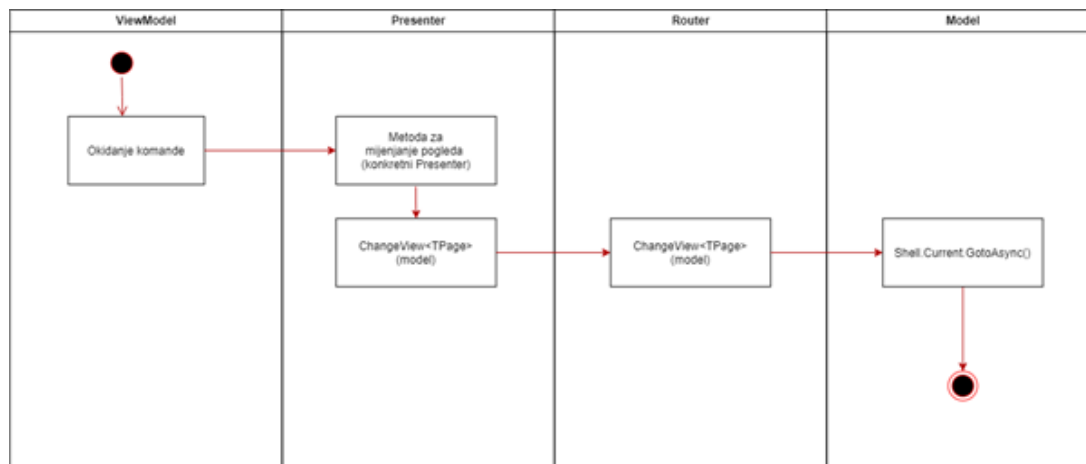 ViewModel
Presenter
Router
Model
Okidanje komande
Metoda za
mijenjanje pogleda
(konkretni Presenter)
ChangeView<TPage>
(model)
ChangeView<TPage>
(model)
Shell.Current.GotoAsync()